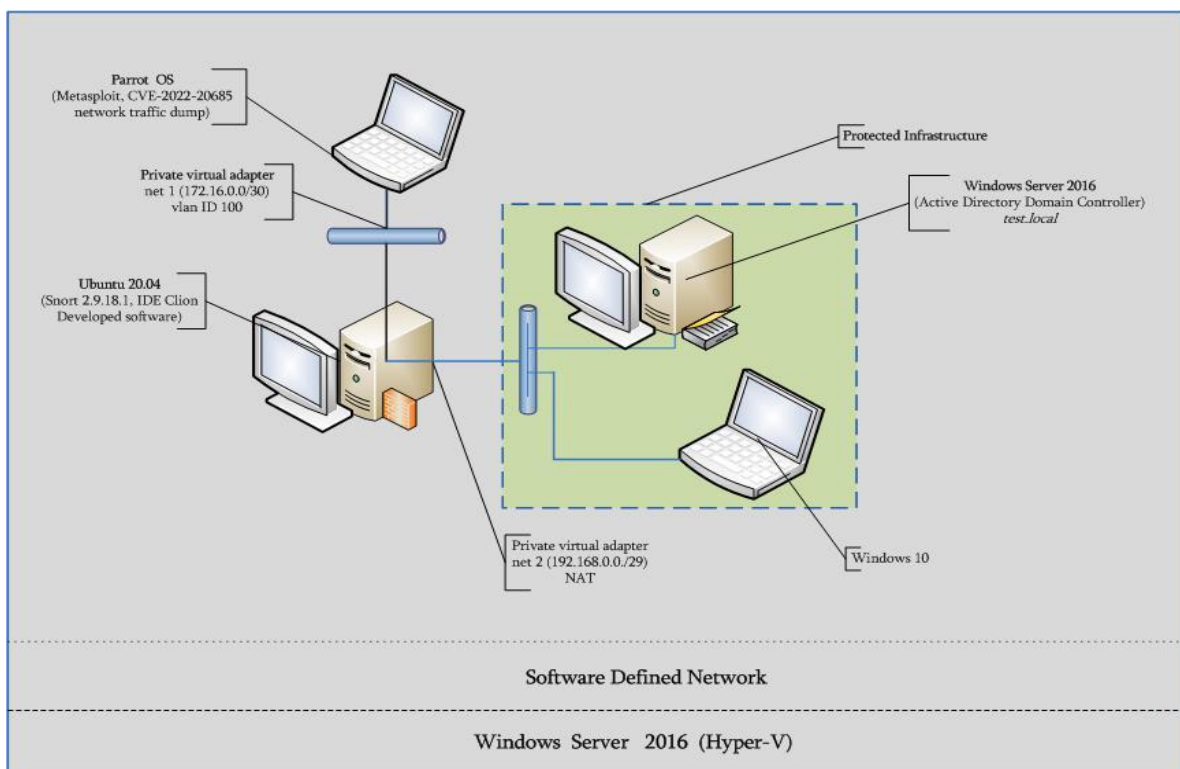 Parrot OS
(Metasploit, CVE-2022-20685
network traffic dump)
Private virtual adapter
net 1 (172.16.0.0/30)
vlan ID 100
Ubuntu 20.04
(Snort 2.9.18.1, IDE Clion
Developed software)
Protected Infrastructure
Windows Server 2016
(Active Directory Domain Controller)
test.local
Private virtual adapter
net 2 (192.168.0.0./29)
NAT
Windows 10
Software Defined Network
Windows Server 2016 (Hyper-V)